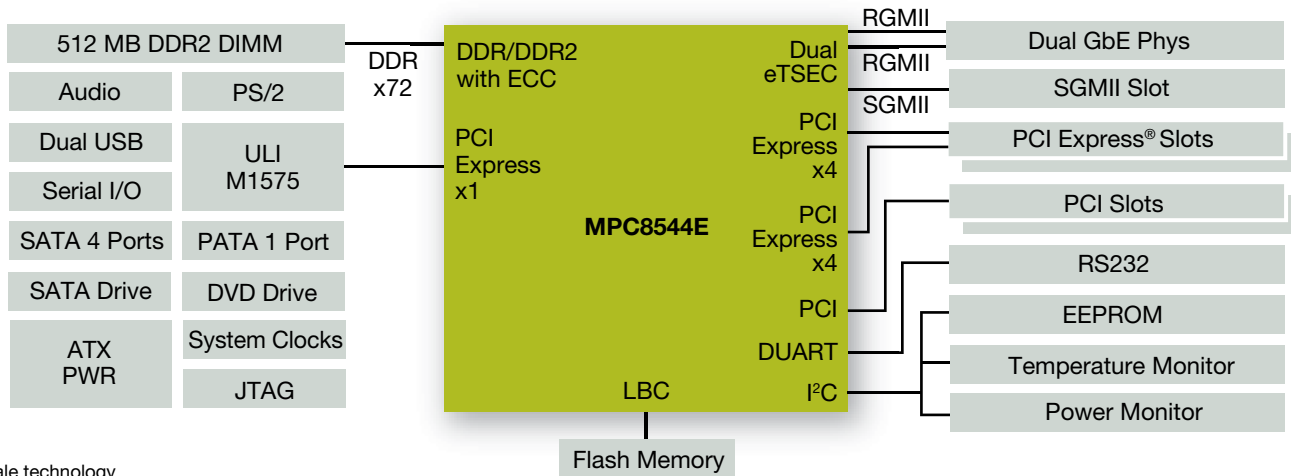 512 MB DDR2 DIMM
Audio
PS/2
Dual USB
ULI
M1575
Serial I/O
SATA 4 Ports
PATA 1 Port
SATA Drive
DVD Drive
ATX
PWR
System Clocks
JTAG
DDR
x72
DDR/DDR2
with ECC
PCI
Express
x1
MPC8544E
Dual
eTSEC
PCI
Express
x4
PCI
Express
x4
PCI
DUART
I²C
LBC
Flash Memory
RGMII
RGMII
SGMII
Dual GbE Phys
SGMII Slot
PCI Express® Slots
PCI Slots
RS232
EEPROM
Temperature Monitor
Power Monitor
technology